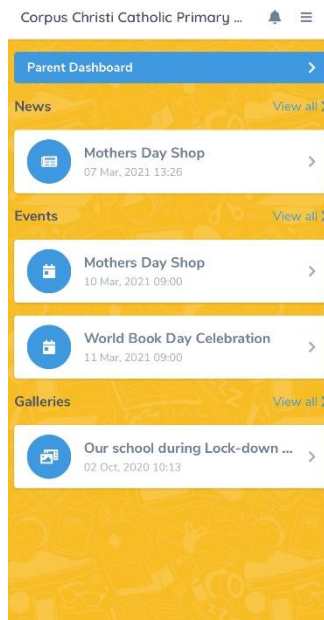 Corpus Christi Catholic Primary ...
Parent Dashboard
News
View all
Mothers Day Shop
07 Mar, 2021 13:26
Events
View all
Mothers Day Shop
10 Mar, 2021 09:00
World Book Day Celebration
11 Mar, 2021 09:00
Galleries
View all
Our school during Lock-down ...
02 Oct, 2020 10:13